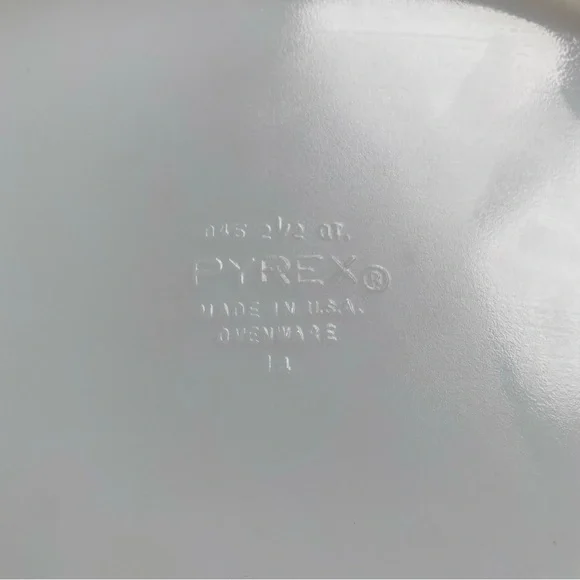 045 2½ QT.
PYREX®
MADE IN U.S.A.
OVENWARE